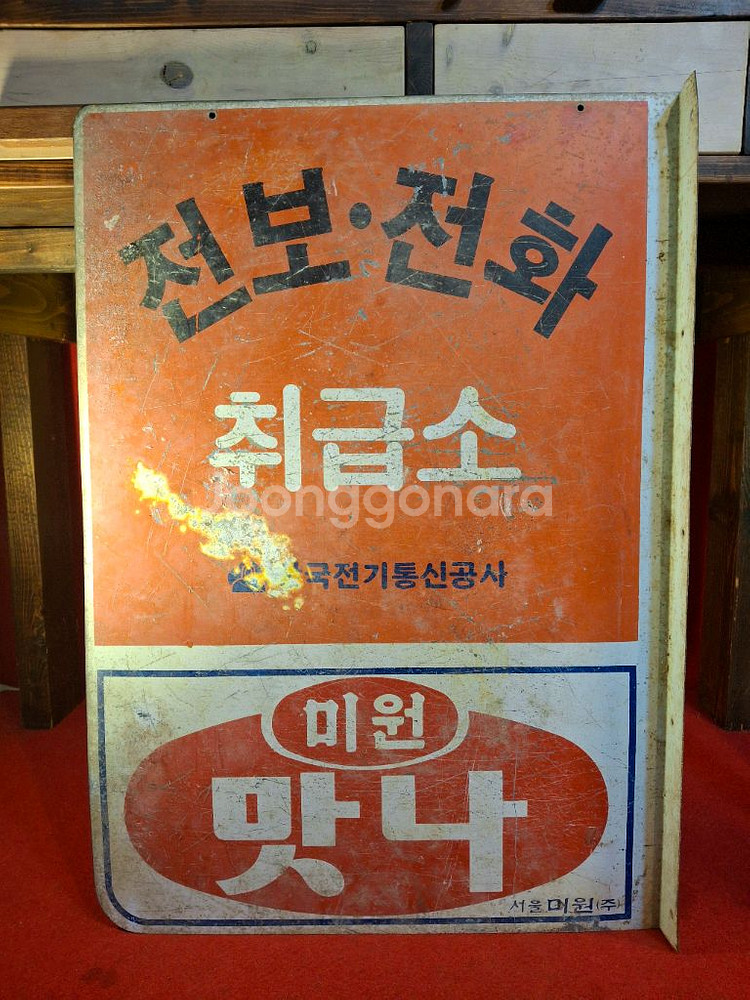 전보·전화
취급소
Joonggonara
국전기통신공사
미원
맛나
서울 미원(주)